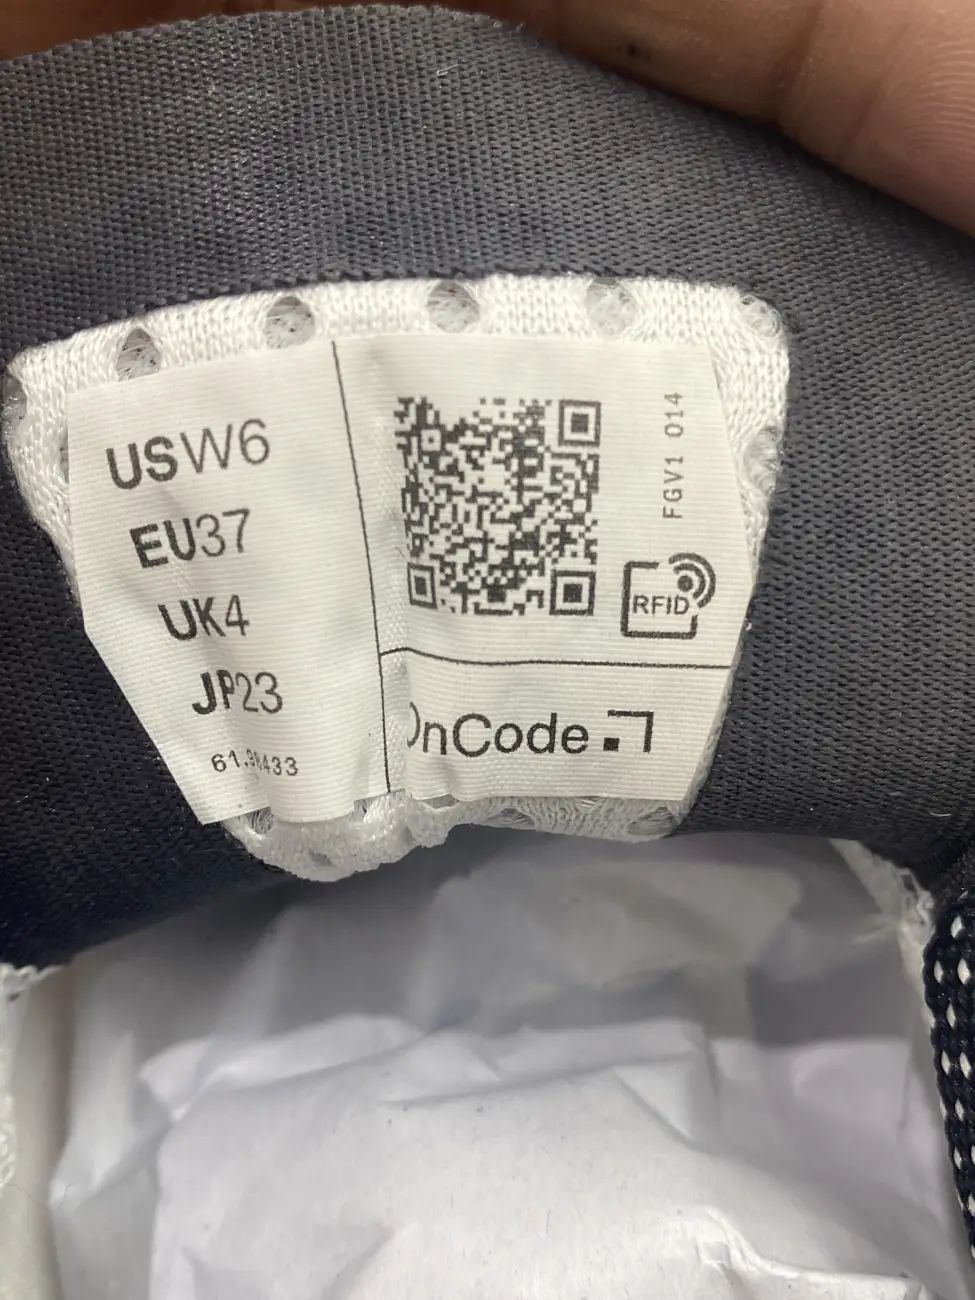 USW6
EU37
UK4
JP23
FGV1 014
RFID
OnCode